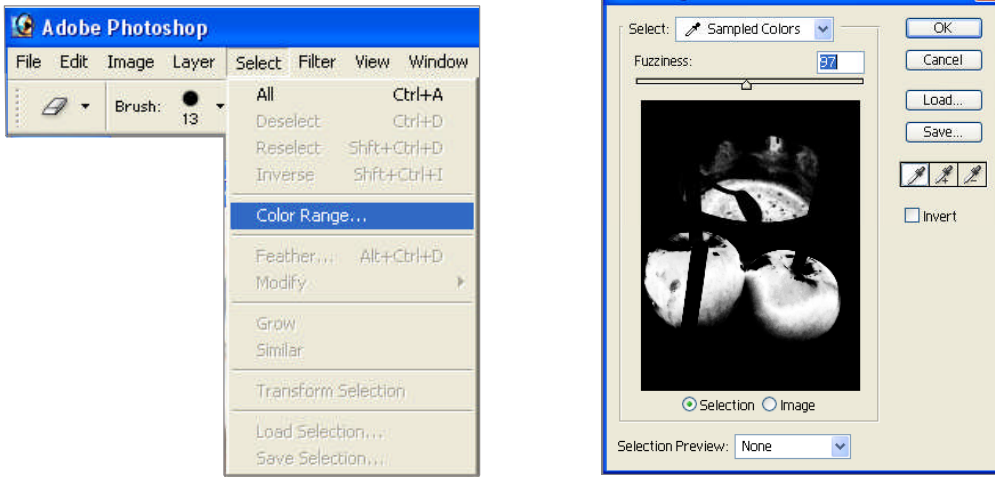 Adobe Photoshop
File Edit Image Layer Select Filter View Window
Brush: 13
All Ctrl+A
Deselect Ctrl+D
Reselect Shft+Ctrl+D
Inverse Shft+Ctrl+I
Color Range...
Feather... Alt+Ctrl+D
Modify
Grow
Similar
Transform Selection
Load Selection...
Save Selection...
Select: Sampled Colors
Fuzziness: 97
Selection Image
Selection Preview: None
OK
Cancel
Load...
Save...
Invert